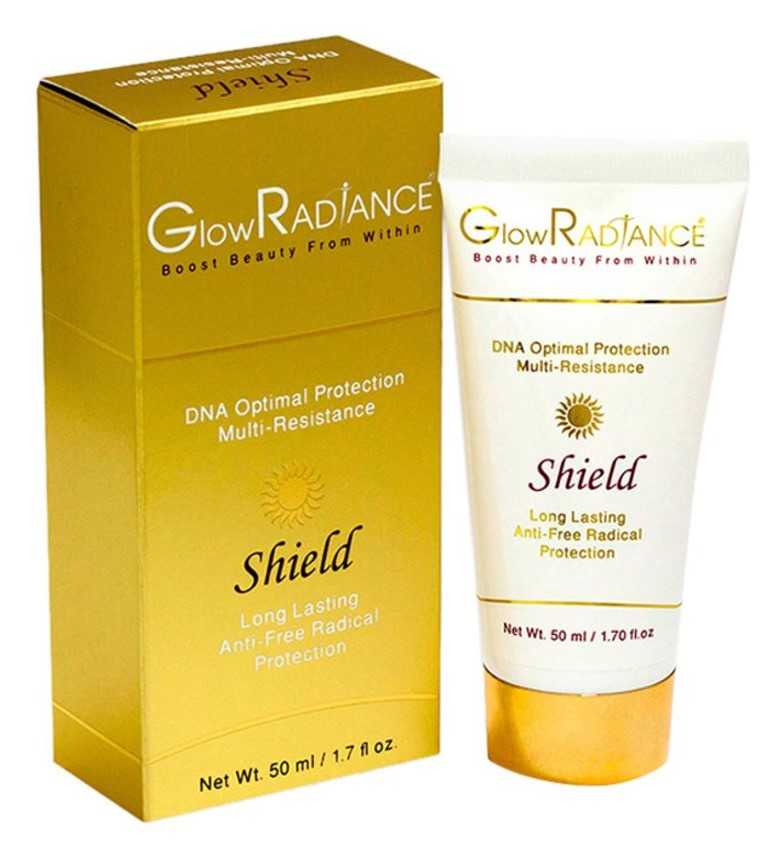 DNA Optimal Protection
Multi-Resistance
Shield
GlowRADIANCE
Boost Beauty From Within
DNA Optimal Protection
Multi-Resistance
Shield
Long Lasting
Anti-Free Radical
Protection
Net Wt. 50 ml / 1.7 fl oz.
GlowRADIANCE
Boost Beauty From Within
DNA Optimal Protection
Multi-Resistance
Shield
Long Lasting
Anti-Free Radical
Protection
Net Wt. 50 ml / 1.70 fl.oz